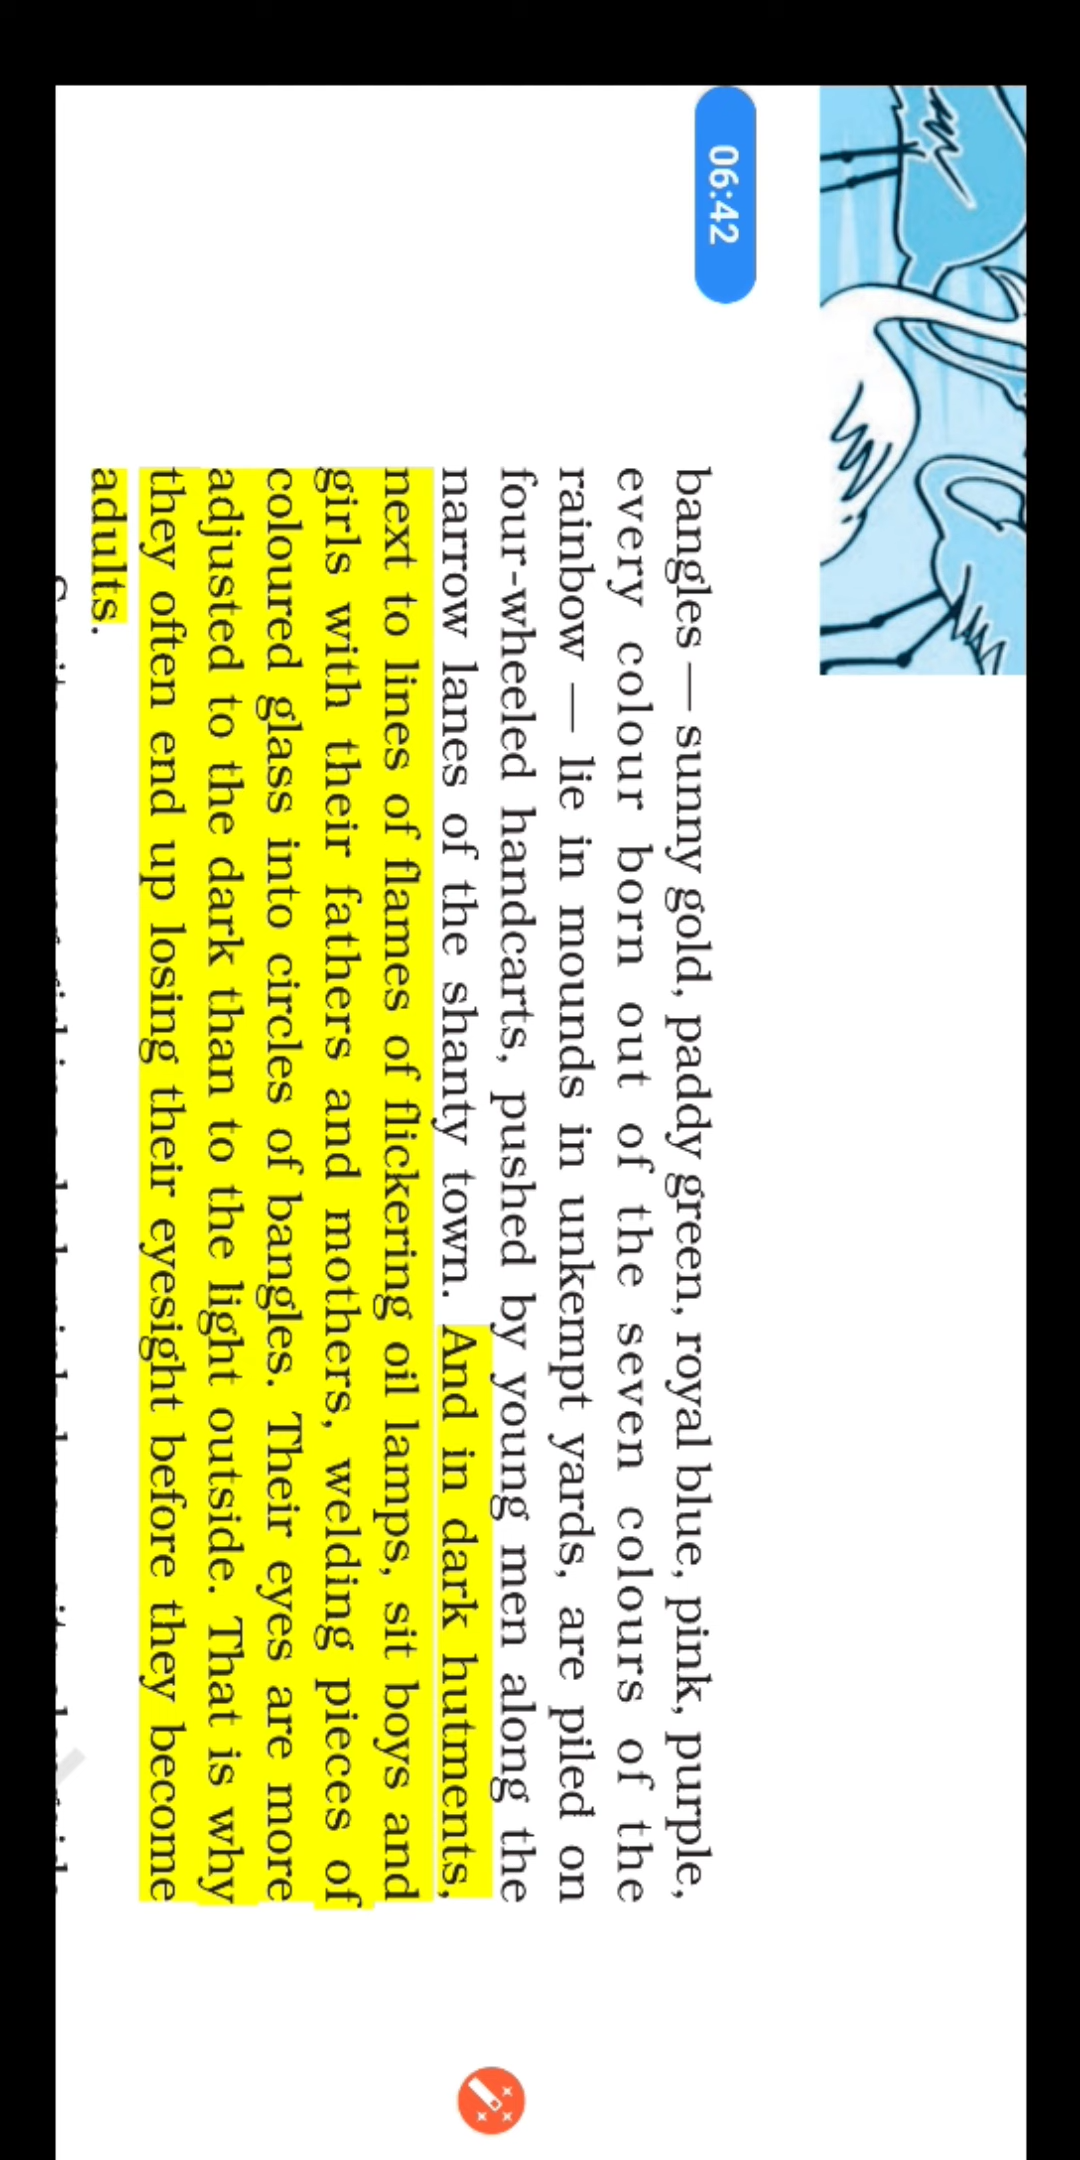 06:42
bangles — sunny gold, paddy green, royal blue, pink, purple,
every colour born out of the seven colours of the
rainbow — lie in mounds in unkempt yards, are piled on
four-wheeled handcarts, pushed by young men along the
narrow lanes of the shanty town. And in dark hutments,
next to lines of flames of flickering oil lamps, sit boys and
girls with their fathers and mothers, welding pieces of
coloured glass into circles of bangles. Their eyes are more
adjusted to the dark than to the light outside. That is why
they often end up losing their eyesight before they become
adults.